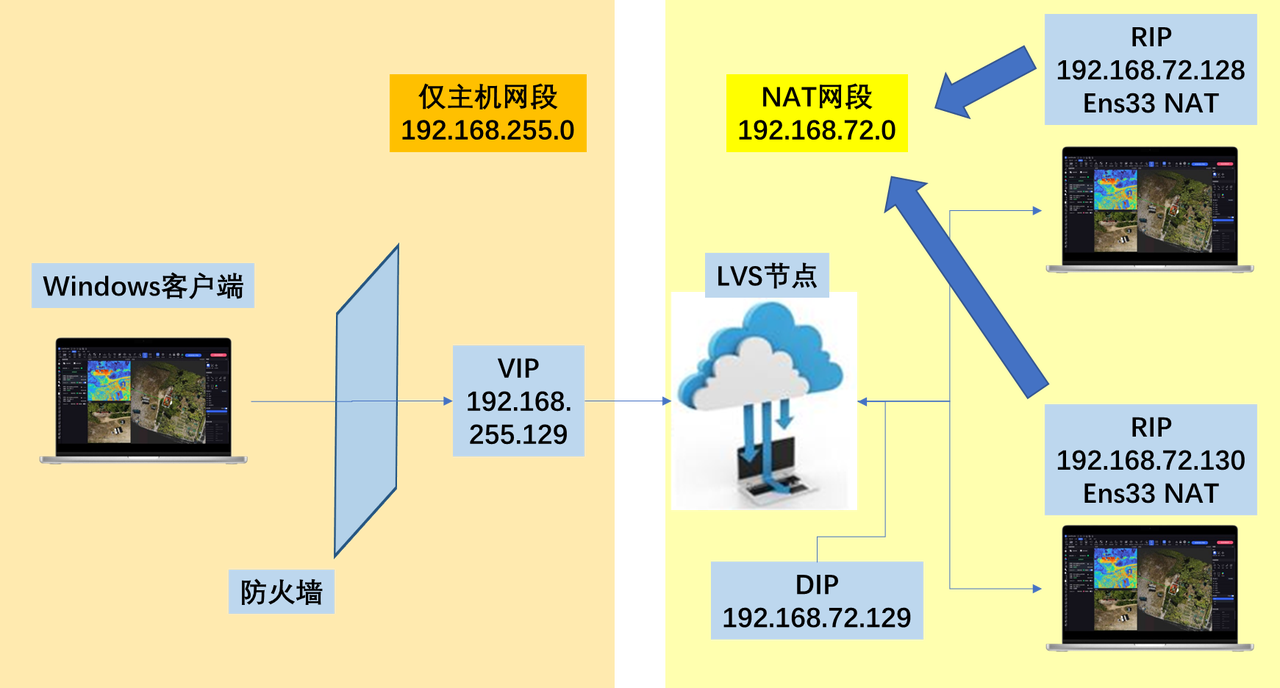 仅主机网段
192.168.255.0
Windows客户端
VIP
192.168.
255.129
防火墙
NAT网段
192.168.72.0
LVS节点
DIP
192.168.72.129
RIP
192.168.72.128
Ens33 NAT
RIP
192.168.72.130
Ens33 NAT